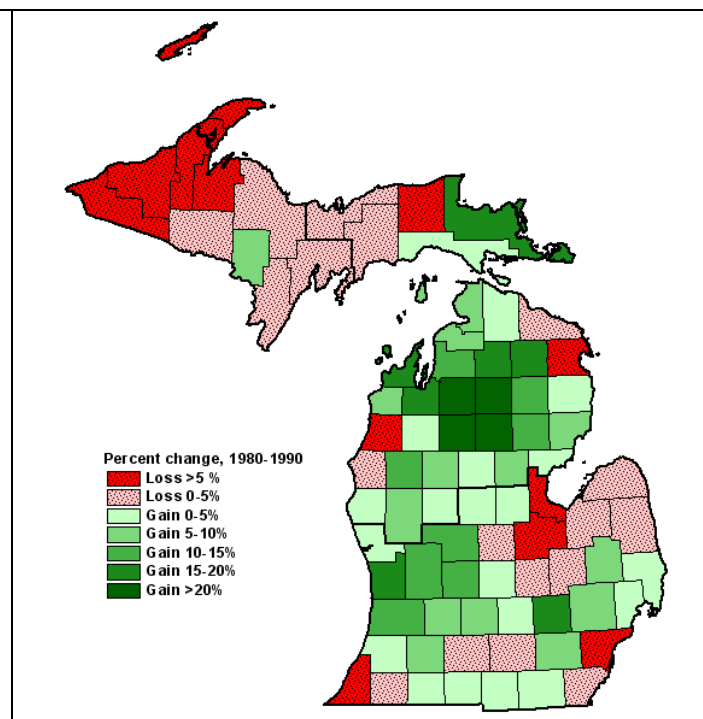 Percent change, 1980-1990
Loss >5 %
Loss 0-5%
Gain 0-5%
Gain 5-10%
Gain 10-15%
Gain 15-20%
Gain >20%